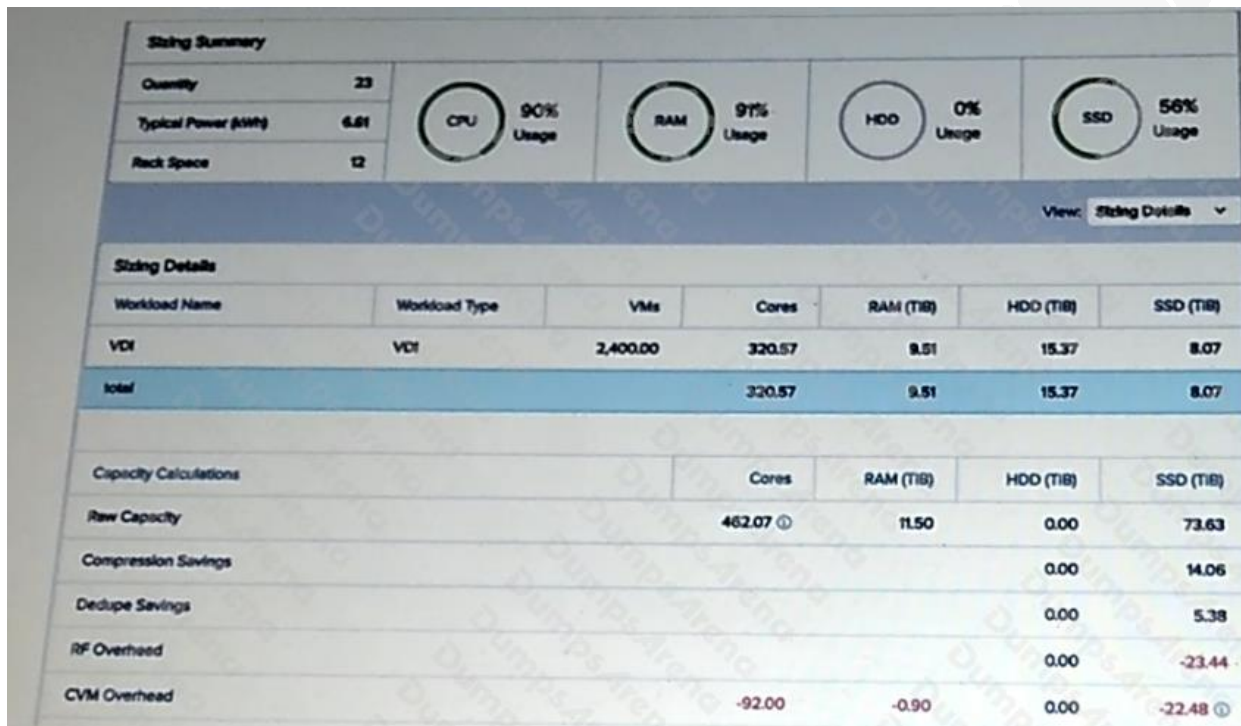 Sizing Summary
Quantity 23
Typical Power (kWh) 6.61
Rack Space 12
CPU 90% Usage
RAM 91% Usage
HDD 0% Usage
SSD 56% Usage
View: Sizing Details
Sizing Details
Workload Name Workload Type VMs Cores RAM (TiB) HDD (TiB) SSD (TiB)
VDI VDI 2,400.00 320.57 9.51 15.37 8.07
total 320.57 9.51 15.37 8.07
Capacity Calculations Cores RAM (TiB) HDD (TiB) SSD (TiB)
Raw Capacity 462.07 11.50 0.00 73.63
Compression Savings 0.00 14.06
Dedupe Savings 0.00 5.38
RF Overhead 0.00 -23.44
CVM Overhead -92.00 -0.90 0.00 -22.48
Dumps4Arena